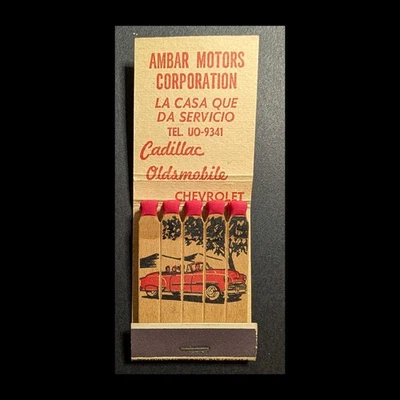 AMBAR MOTORS
CORPORATION
LA CASA QUE
DA SERVICIO
TEL. UO-9341
Cadillac
Oldsmobile
CHEVROLET